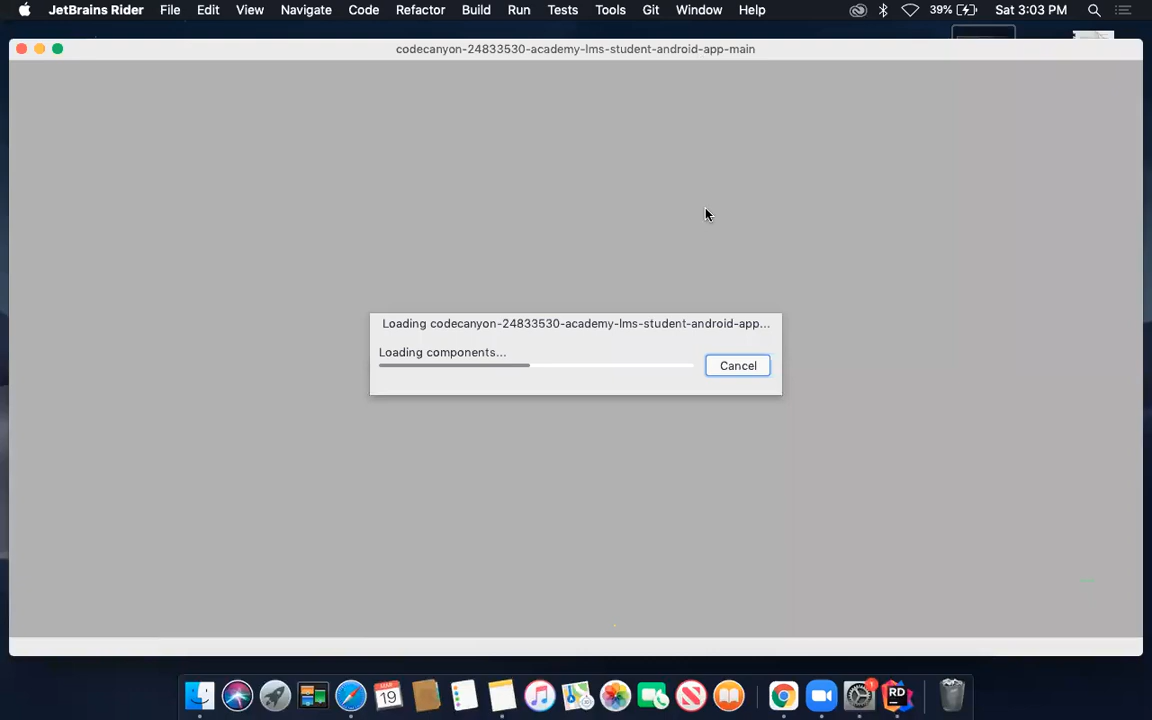 JetBrains Rider File Edit View Navigate Code Refactor Build Run Tests Tools Git Window Help 39% Sat 3:03 PM
codecanyon-24833530-academy-lms-student-android-app-main
Loading codecanyon-24833530-academy-lms-student-android-app...
Loading components...
Cancel
MAR
19
1
RD